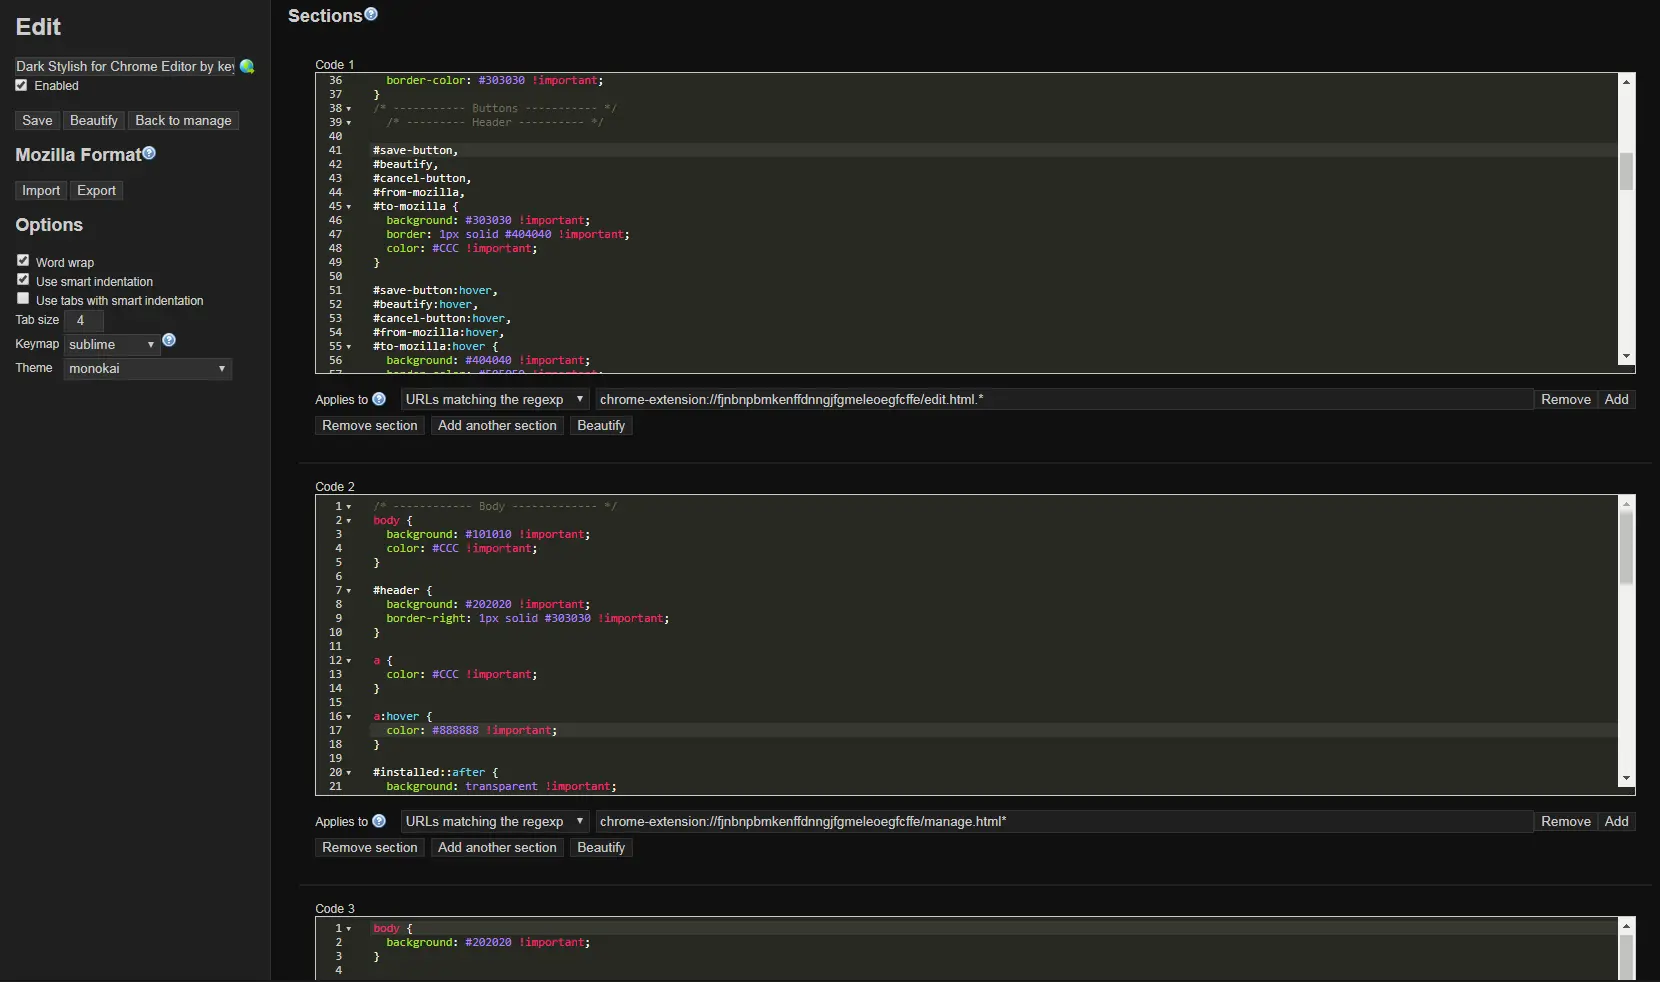 Edit
Dark Stylish for Chrome Editor by key
Enabled
Save Beautify Back to manage
Mozilla Format
Import Export
Options
Word wrap
Use smart indentation
Use tabs with smart indentation
Tab size 4
Keymap sublime
Theme monokai
Sections
Code 1
36 border-color: #303030 !important;
37 }
38 /* ----------- Buttons ----------- */
39 /* --------- Header ---------- */
40
41 #save-button,
42 #beautify,
43 #cancel-button,
44 #from-mozilla,
45 #to-mozilla {
46 background: #303030 !important;
47 border: 1px solid #404040 !important;
48 color: #CCC !important;
49 }
50
51 #save-button:hover,
52 #beautify:hover,
53 #cancel-button:hover,
54 #from-mozilla:hover,
55 #to-mozilla:hover {
56 background: #404040 !important;
57 border-color: #505050 !important;
Applies to URLs matching the regexp chrome-extension://fjnbnpbmkenffdnngjfgmeleoegfcffe/edit.html.* Remove Add
Remove section Add another section Beautify
Code 2
1 /* ------------ Body ------------- */
2 body {
3 background: #101010 !important;
4 color: #CCC !important;
5 }
6
7 #header {
8 background: #202020 !important;
9 border-right: 1px solid #303030 !important;
10 }
11
12 a {
13 color: #CCC !important;
14 }
15
16 a:hover {
17 color: #888888 !important;
18 }
19
20 #installed::after {
21 background: transparent !important;
Applies to URLs matching the regexp chrome-extension://fjnbnpbmkenffdnngjfgmeleoegfcffe/manage.html* Remove Add
Remove section Add another section Beautify
Code 3
1 body {
2 background: #202020 !important;
3 }
4